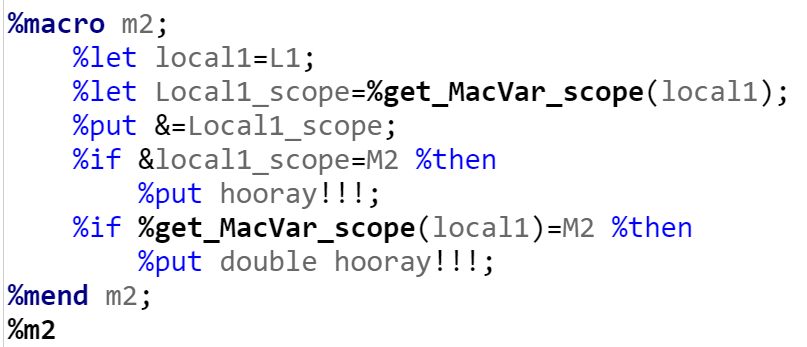 %macro m2;
    %let local1=L1;
    %let Local1_scope=%get_MacVar_scope(local1);
    %put &=Local1_scope;
    %if &local1_scope=M2 %then
        %put hooray!!!;
    %if %get_MacVar_scope(local1)=M2 %then
        %put double hooray!!!;
%mend m2;
%m2